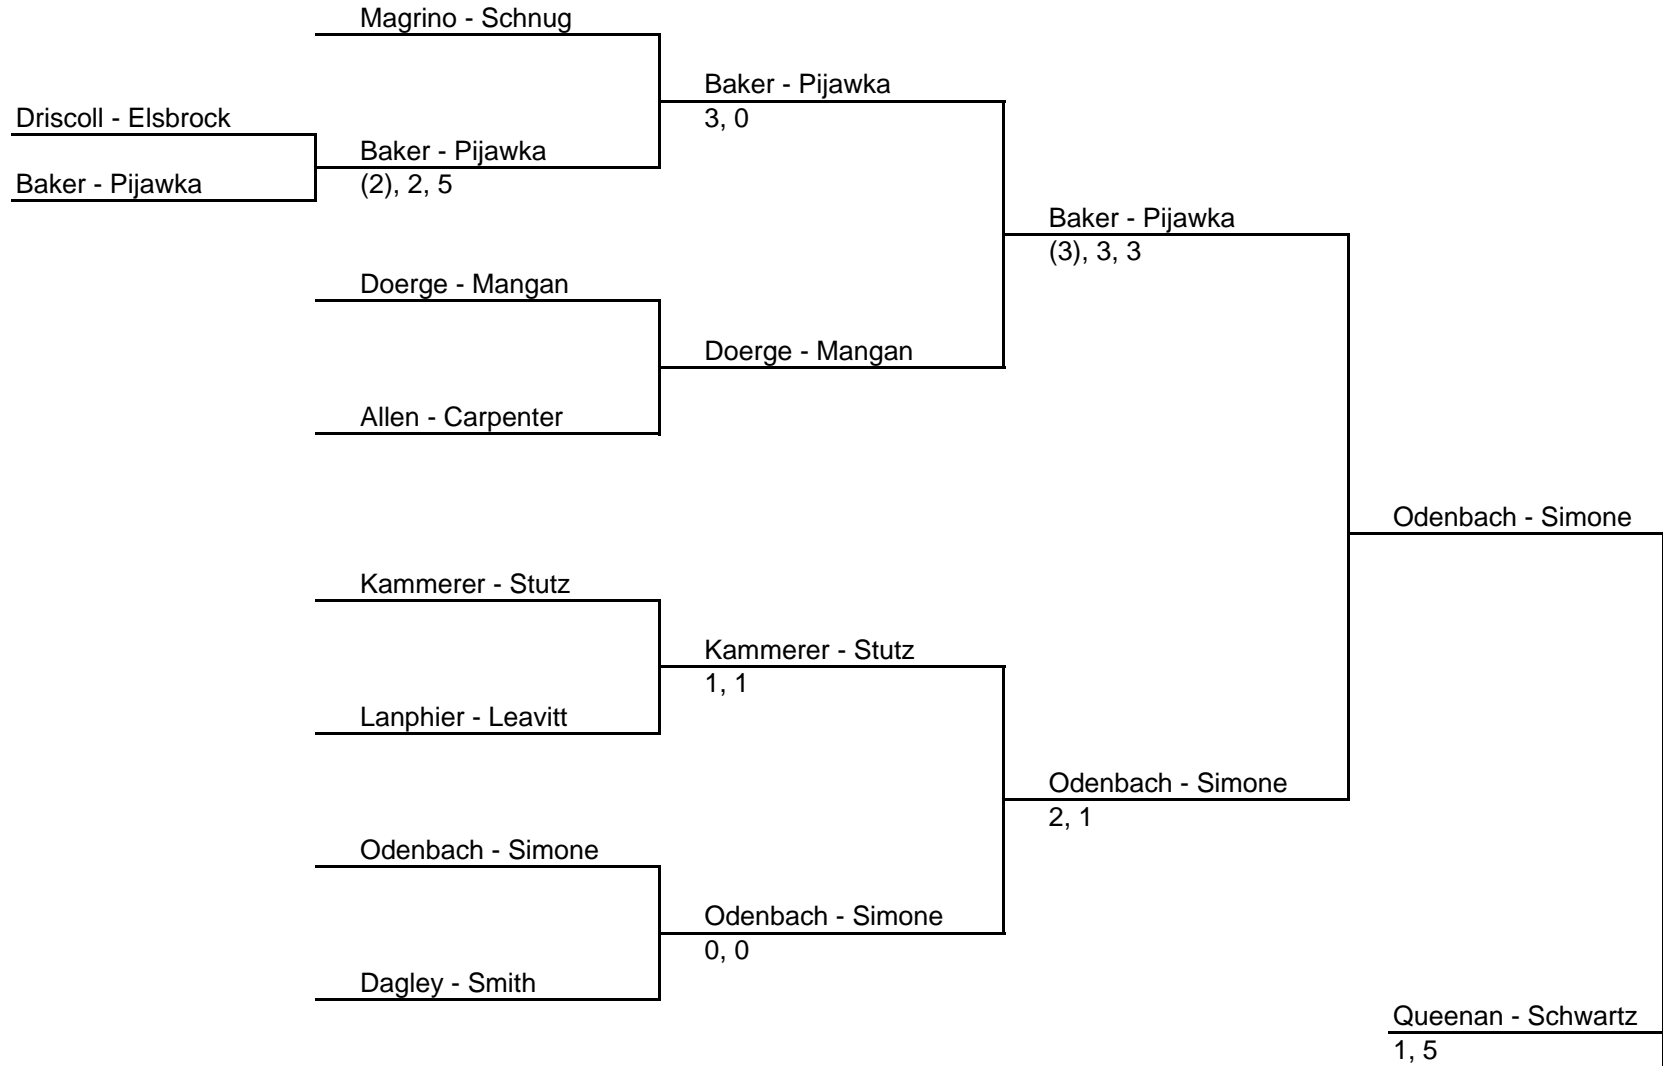 Magrino - Schnug
Baker - Pijawka
3, 0
Driscoll - Elsbrock
Baker - Pijawka
(2), 2, 5
Baker - Pijawka
Baker - Pijawka
(3), 3, 3
Doerge - Mangan
Doerge - Mangan
Allen - Carpenter
Odenbach - Simone
Kammerer - Stutz
Kammerer - Stutz
1, 1
Lanphier - Leavitt
Odenbach - Simone
2, 1
Odenbach - Simone
Odenbach - Simone
0, 0
Dagley - Smith
Queenan - Schwartz
1, 5